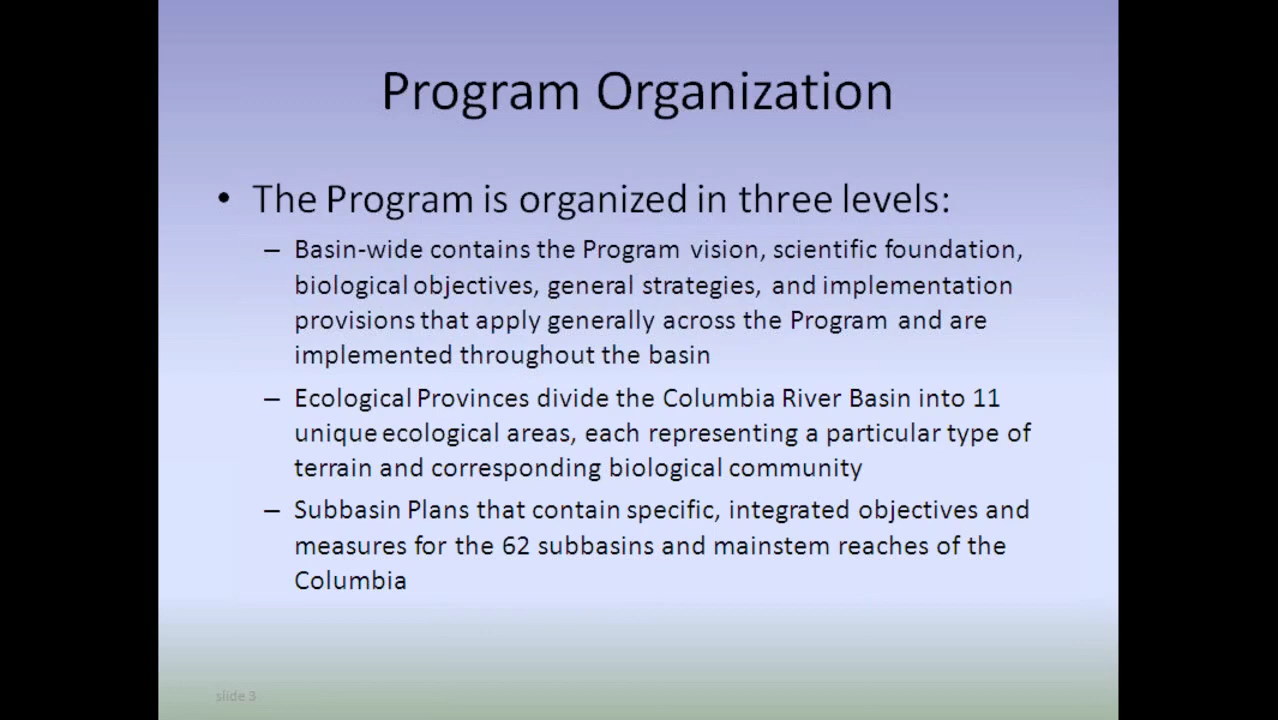 Program Organization
• The Program is organized in three levels:
– Basin-wide contains the Program vision, scientific foundation,
biological objectives, general strategies, and implementation
provisions that apply generally across the Program and are
implemented throughout the basin
– Ecological Provinces divide the Columbia River Basin into 11
unique ecological areas, each representing a particular type of
terrain and corresponding biological community
– Subbasin Plans that contain specific, integrated objectives and
measures for the 62 subbasins and mainstem reaches of the
Columbia
slide 3